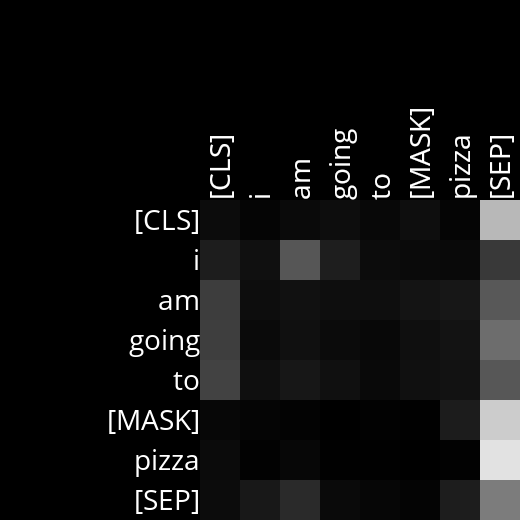 [CLS] i am going to [MASK] pizza [SEP]
[CLS]
i
am
going
to
[MASK]
pizza
[SEP]